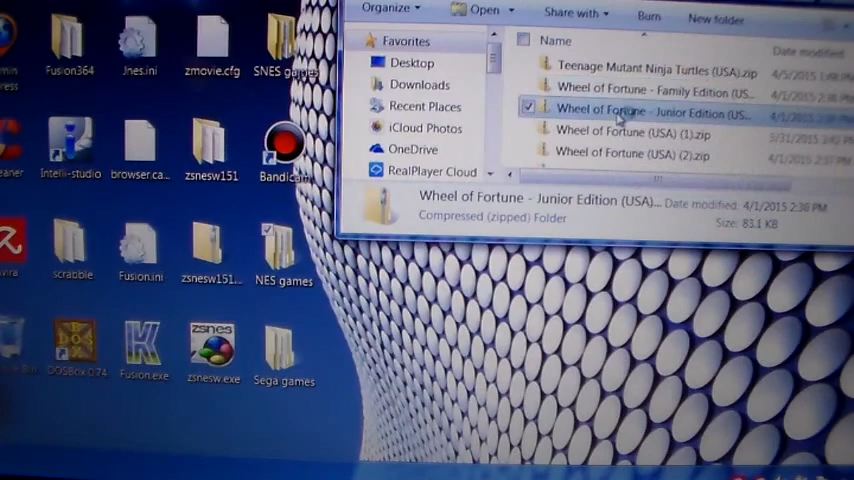 Fusion364
Jnes.ini
zmovie.cfg
SNES games
Intelli-studio
browser.ca...
zsnesw151
Bandicam
scrabble
Fusion.ini
zsnesw151...
NES games
DOSBox 0.74
Fusion.exe
zsnesw.exe
Sega games
Organize
Open
Share with
Burn
New folder
Favorites
Desktop
Downloads
Recent Places
iCloud Photos
OneDrive
RealPlayer Cloud
Name
Date modified
Teenage Mutant Ninja Turtles (USA).zip
Wheel of Fortune - Family Edition (US...
Wheel of Fortune - Junior Edition (US...
Wheel of Fortune (USA) (1).zip
Wheel of Fortune (USA) (2).zip
Wheel of Fortune - Junior Edition (USA)... Date modified: 4/1/2015 2:36 PM
Compressed (zipped) Folder
Size: 83.1 KB